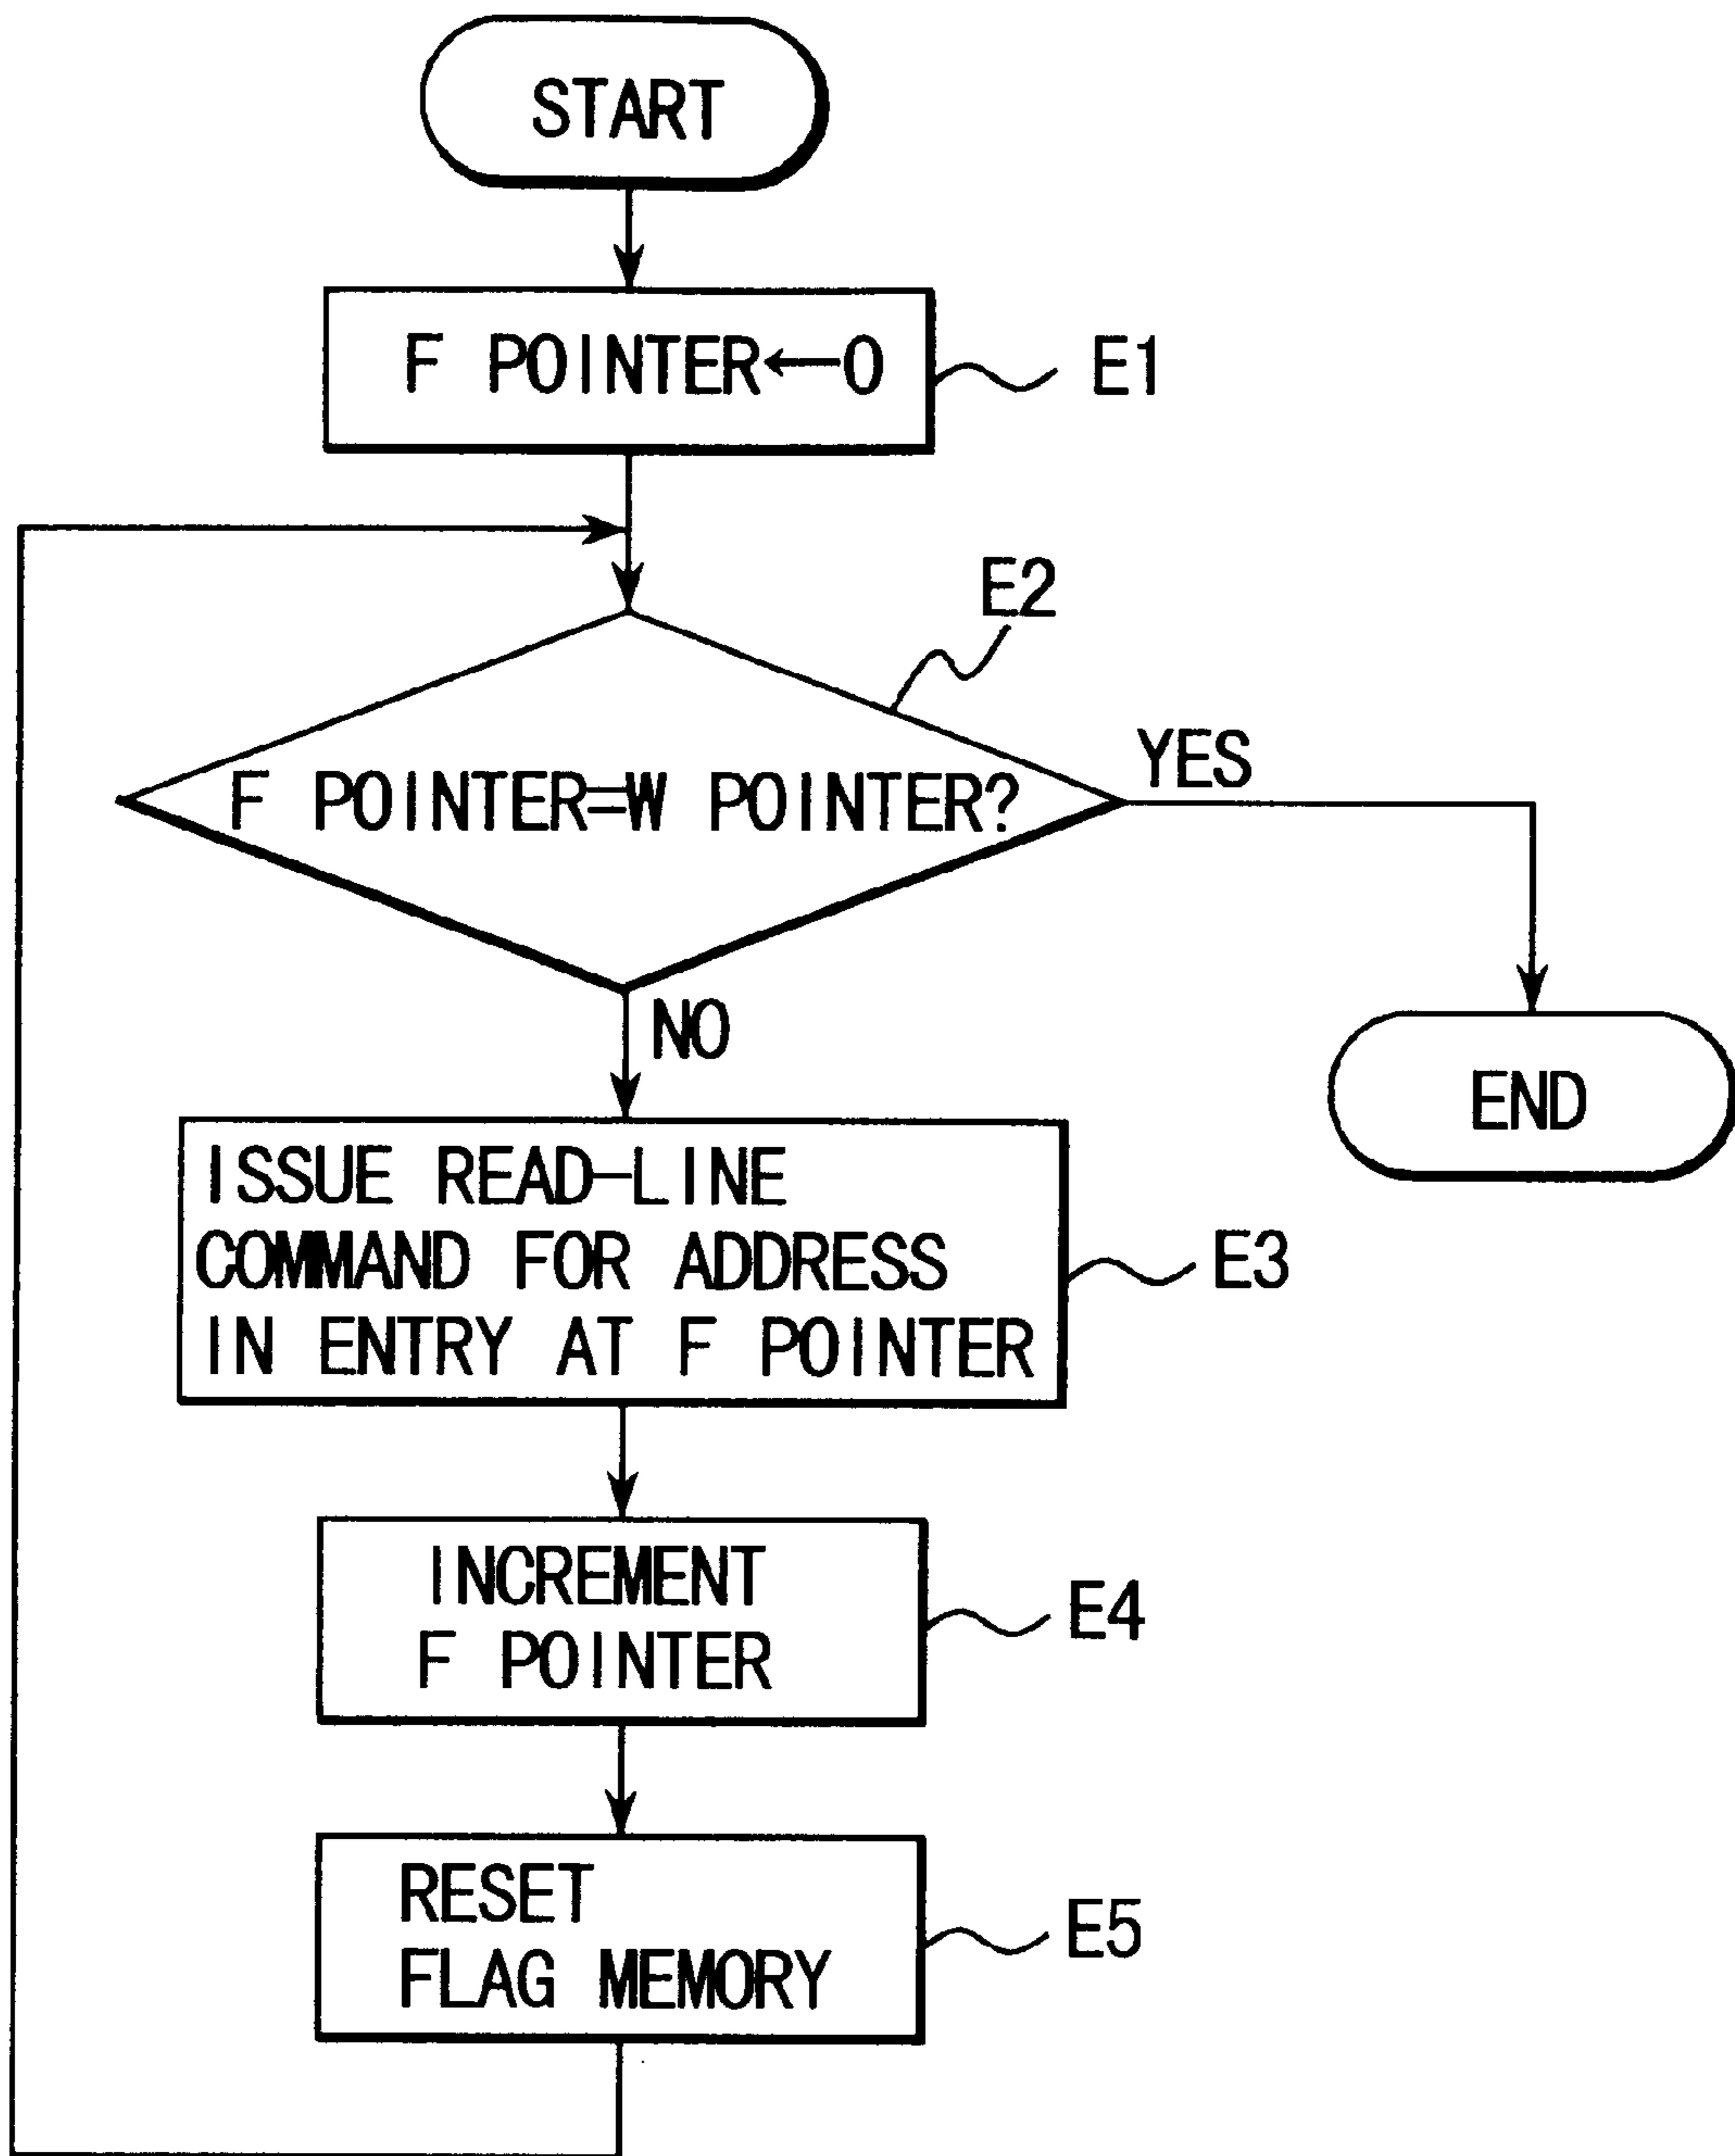 START
F POINTER←0
E1
E2
F POINTER=W POINTER?
YES
NO
END
ISSUE READ-LINE
COMMAND FOR ADDRESS
IN ENTRY AT F POINTER
E3
INCREMENT
F POINTER
E4
RESET
FLAG MEMORY
E5